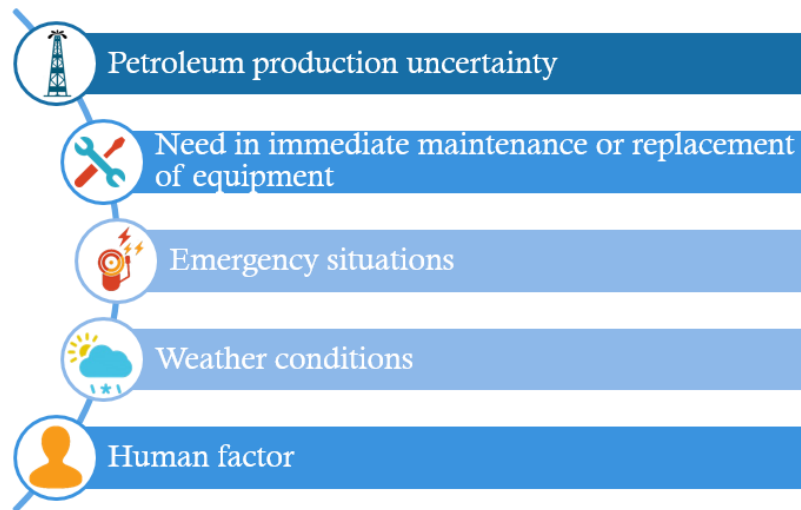 Petroleum production uncertainty
Need in immediate maintenance or replacement
of equipment
Emergency situations
Weather conditions
Human factor